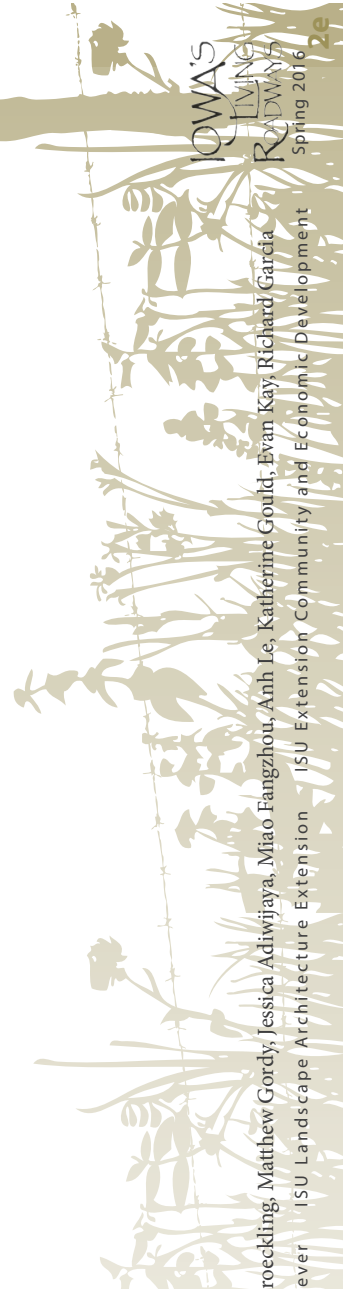 roeckling, Matthew Gordy, Jessica Adiwijaya, Miao Fangzhou, Anh Le, Katherine Gould, Evan Kay, Richard Garcia
ever ISU Landscape Architecture Extension ISU Extension Community and Economic Development Spring 2016
IOWA'S
LIVING
ROADWAYS
2e